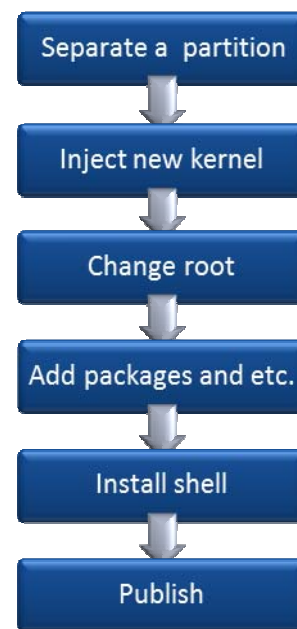 Separate a partition
Inject new kernel
Change root
Add packages and etc.
Install shell
Publish